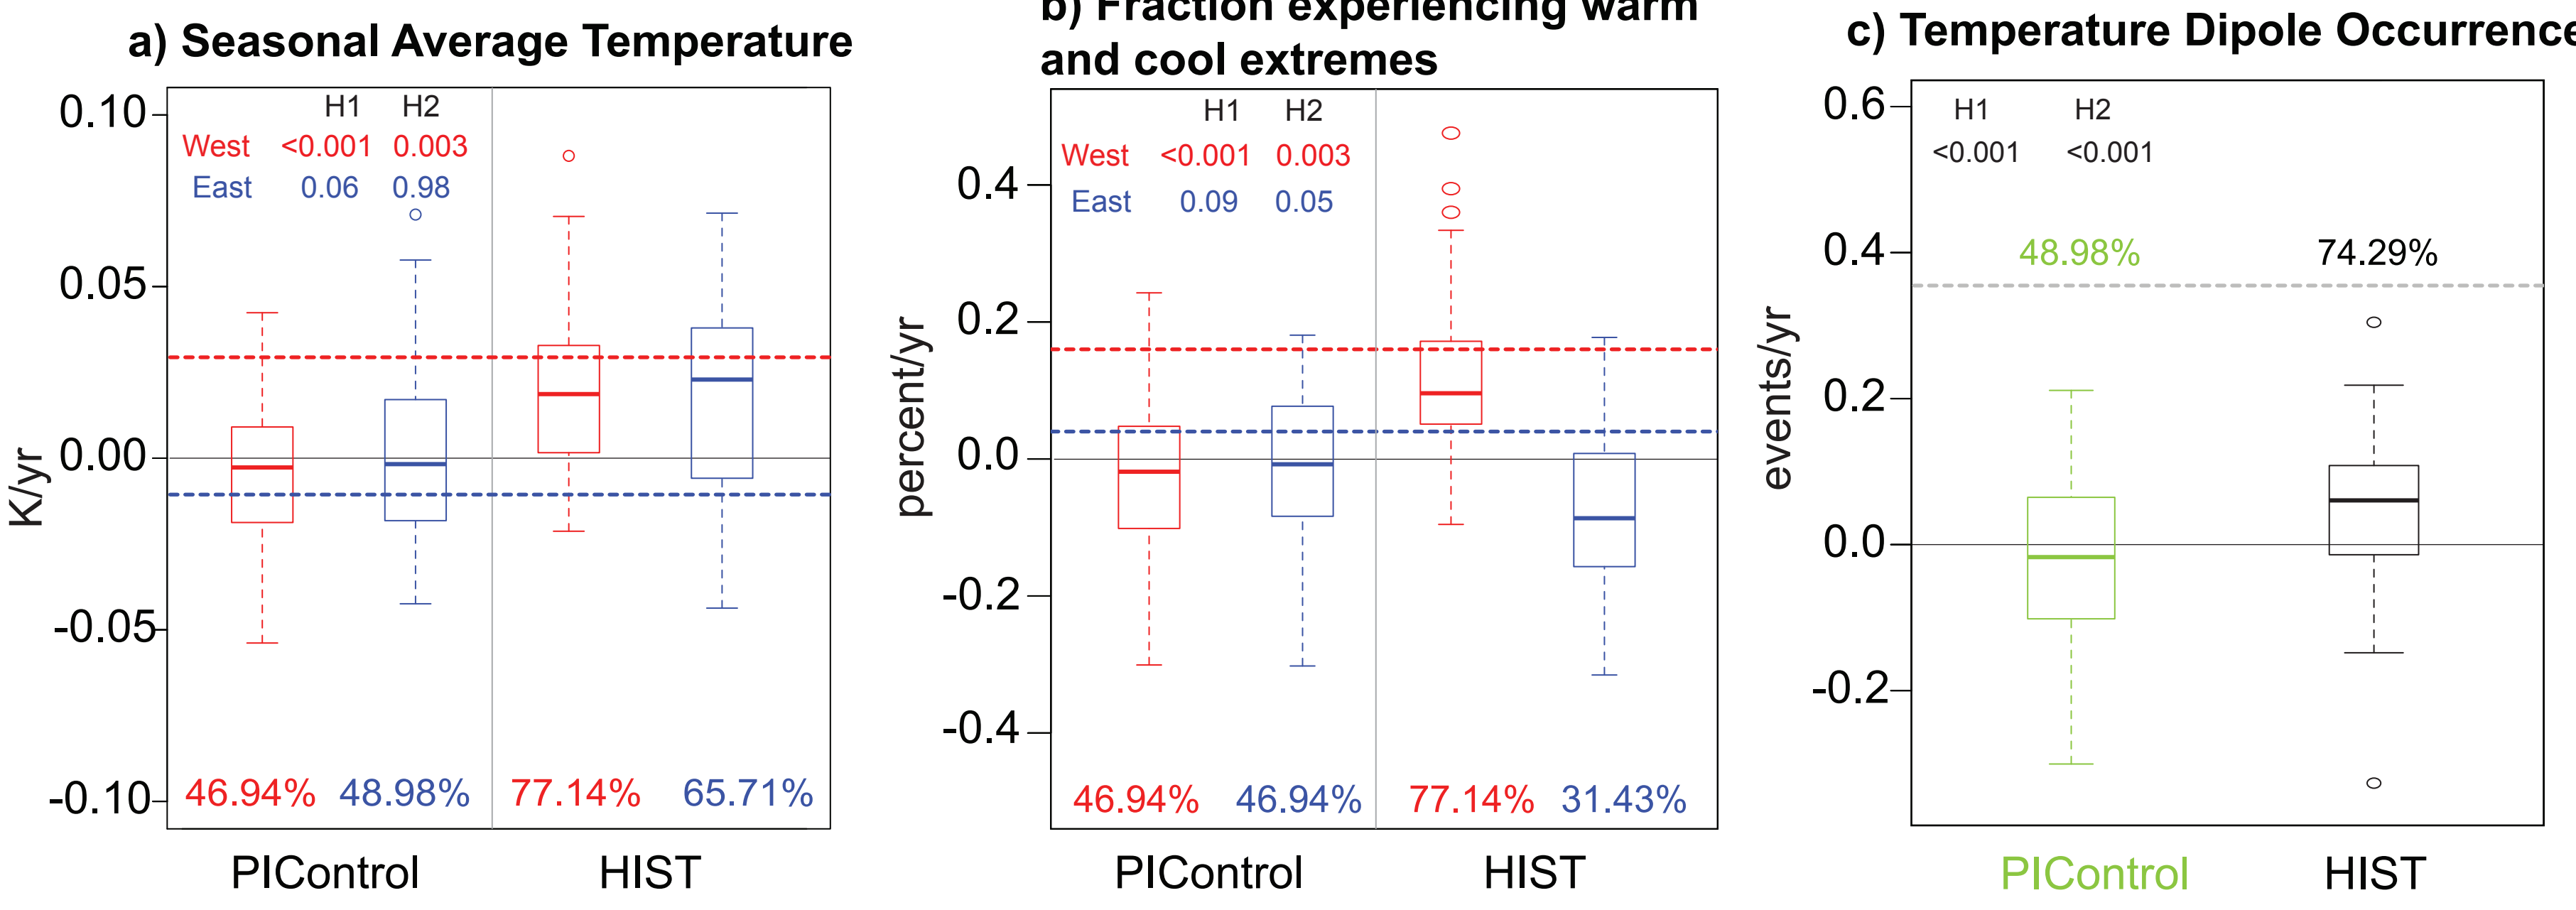 a) Seasonal Average Temperature
0.10
0.05
0.00
-0.05
-0.10
K/yr
H1 H2
West <0.001 0.003
East 0.06 0.98
46.94% 48.98% 77.14% 65.71%
PIControl HIST
b) Fraction experiencing warm
and cool extremes
0.4
0.2
0.0
-0.2
-0.4
percent/yr
H1 H2
West <0.001 0.003
East 0.09 0.05
46.94% 46.94% 77.14% 31.43%
PIControl HIST
c) Temperature Dipole Occurrence
0.6
0.4
0.2
0.0
-0.2
events/yr
H1 H2
<0.001 <0.001
48.98% 74.29%
PIControl HIST